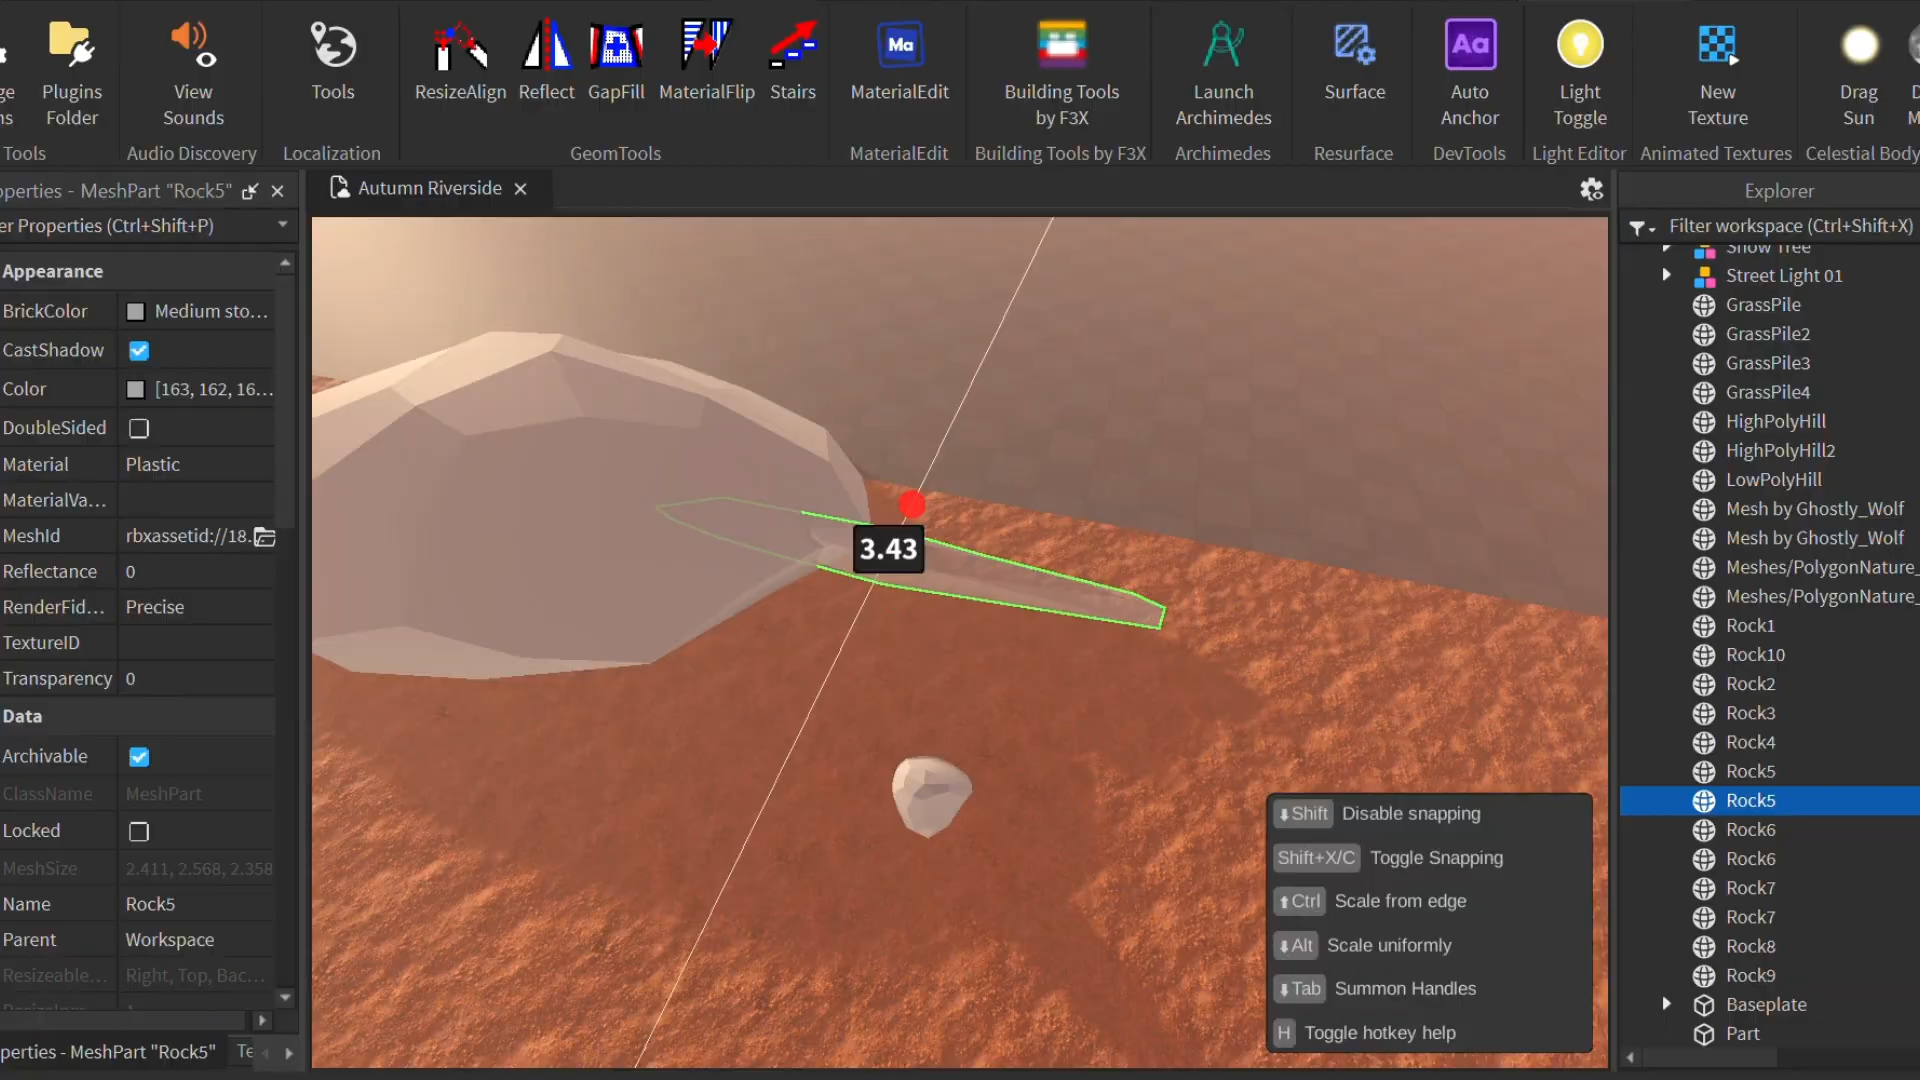 Plugins
Folder
Tools
View
Sounds
Audio Discovery
Tools
Localization
ResizeAlign
Reflect
GapFill
MaterialFlip
Stairs
GeomTools
Ma
MaterialEdit
MaterialEdit
Building Tools
by F3X
Building Tools by F3X
Launch
Archimedes
Archimedes
Surface
Resurface
Aa
Auto
Anchor
DevTools
Light
Toggle
Light Editor
New
Texture
Animated Textures
Drag
Sun
Celestial Body
operties - MeshPart "Rock5"
er Properties (Ctrl+Shift+P)
Appearance
BrickColor Medium sto...
CastShadow
Color [163, 162, 16...
DoubleSided
Material Plastic
MaterialVa...
MeshId rbxassetid://18.
Reflectance 0
RenderFid... Precise
TextureID
Transparency 0
Data
Archivable
ClassName MeshPart
Locked
MeshSize 2.411, 2.568, 2.358
Name Rock5
Parent Workspace
Resizeable... Right, Top, Bac...
operties - MeshPart "Rock5"
Te
Autumn Riverside
3.43
Shift Disable snapping
Shift+X/C Toggle Snapping
Ctrl Scale from edge
Alt Scale uniformly
Tab Summon Handles
H Toggle hotkey help
Explorer
Filter workspace (Ctrl+Shift+X)
Snow Tree
Street Light 01
GrassPile
GrassPile2
GrassPile3
GrassPile4
HighPolyHill
HighPolyHill2
LowPolyHill
Mesh by Ghostly_Wolf
Mesh by Ghostly_Wolf
Meshes/PolygonNature_
Meshes/PolygonNature_
Rock1
Rock10
Rock2
Rock3
Rock4
Rock5
Rock5
Rock6
Rock6
Rock7
Rock7
Rock8
Rock9
Baseplate
Part